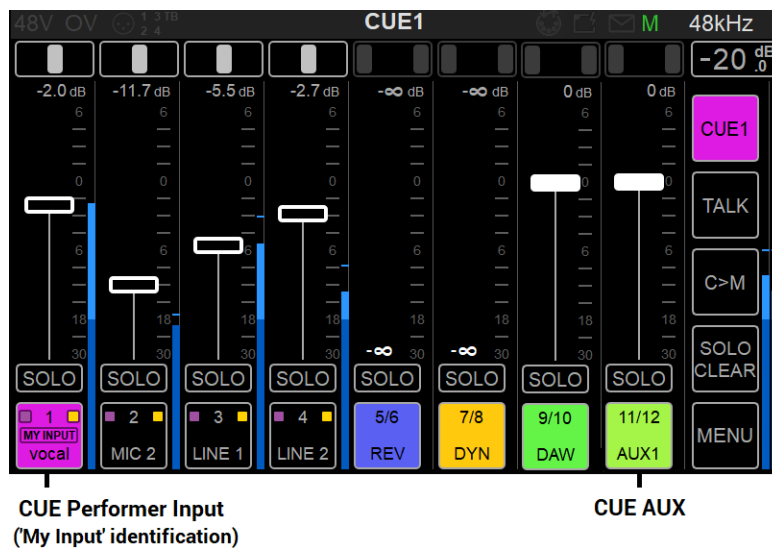 48V OV 1 3 TB CUE1 M 48kHz
2 4
-20 dB
.0
-2.0 dB -11.7 dB -5.5 dB -2.7 dB -∞ dB -∞ dB 0 dB 0 dB
6 6 6 6 6 6 6 6
CUE1
0 0 0 0 0 0 0 0
TALK
6 6 6 6 6 6 6 6
C>M
18 18 18 18 18 18 18 18
-∞ -∞
30 30 30 30 30 30 30 30
SOLO SOLO SOLO SOLO SOLO SOLO SOLO SOLO
SOLO
CLEAR
1 2 3 4 5/6 7/8 9/10 11/12
MY INPUT
vocal MIC 2 LINE 1 LINE 2 REV DYN DAW AUX1
MENU
CUE Performer Input
('My Input' identification)
CUE AUX